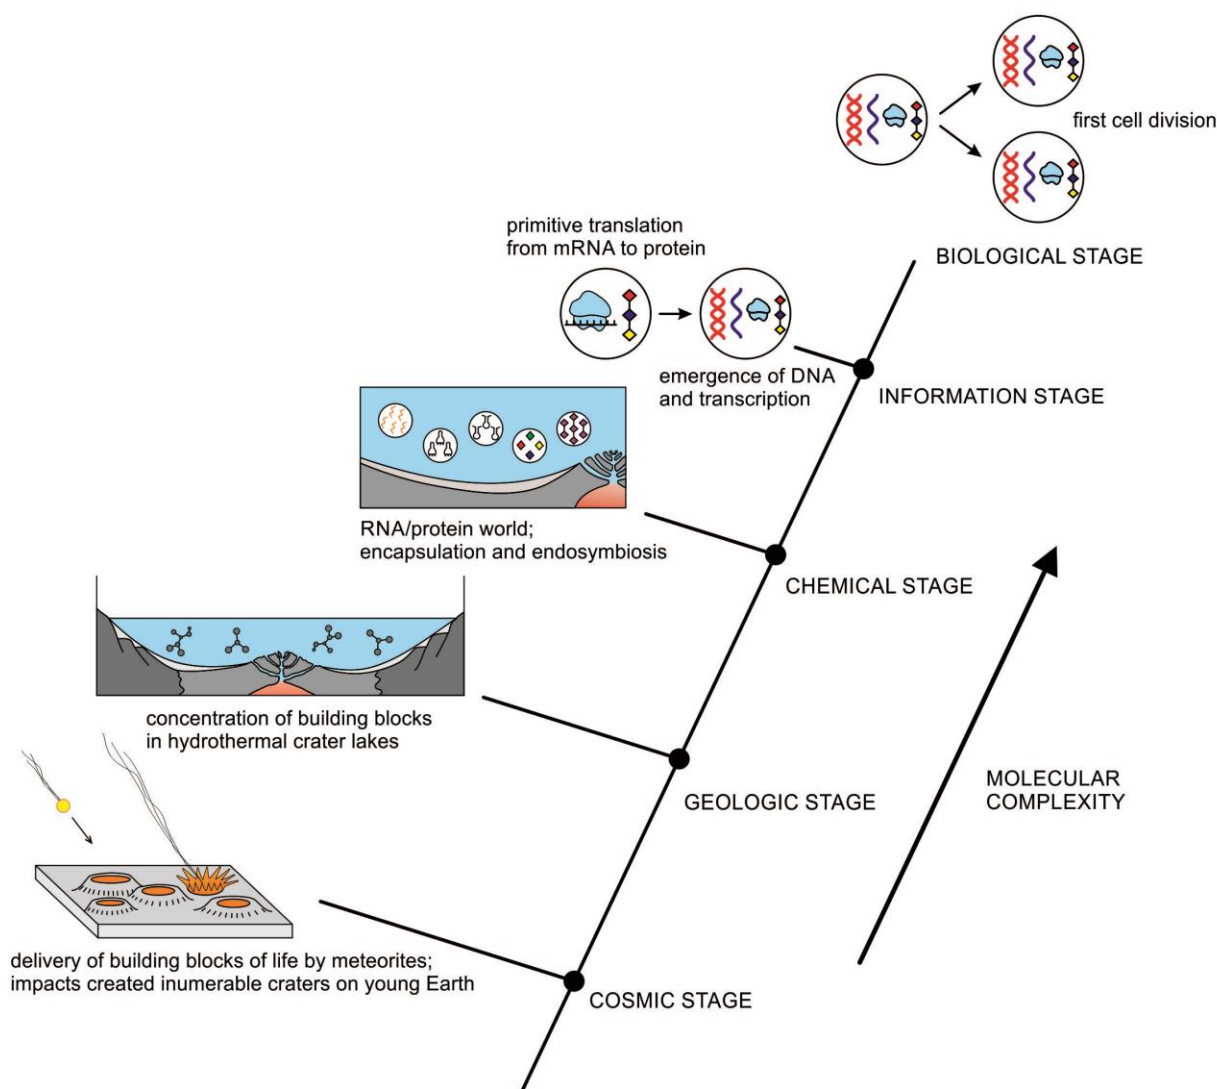 first cell division
BIOLOGICAL STAGE
primitive translation
from mRNA to protein
emergence of DNA
and transcription
INFORMATION STAGE
RNA/protein world;
encapsulation and endosymbiosis
CHEMICAL STAGE
concentration of building blocks
in hydrothermal crater lakes
GEOLOGIC STAGE
MOLECULAR
COMPLEXITY
delivery of building blocks of life by meteorites;
impacts created inumerable craters on young Earth
COSMIC STAGE